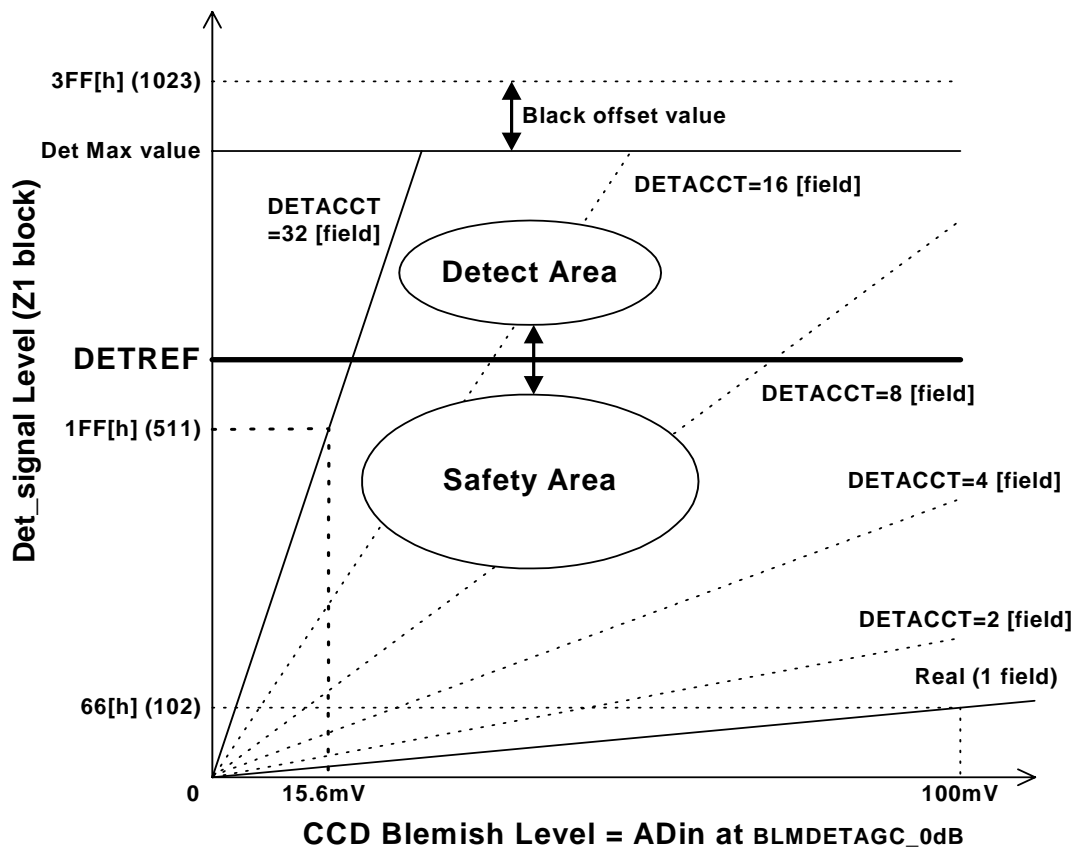 3FF[h] (1023)
Black offset value
Det Max value
DETACCT=16 [field]
DETACCT
=32 [field]
Detect Area
DETREF
DETACCT=8 [field]
1FF[h] (511)
Safety Area
DETACCT=4 [field]
DETACCT=2 [field]
Real (1 field)
66[h] (102)
0
15.6mV
100mV
Det_signal Level (Z1 block)
CCD Blemish Level = ADin at BLMDETAGC_0dB